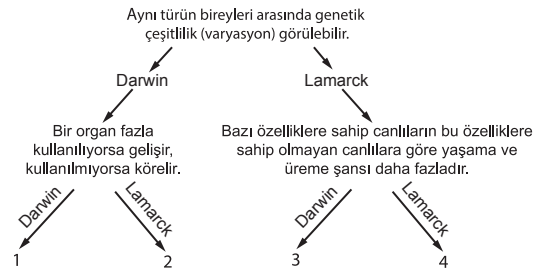 Aynı türün bireyleri arasında genetik
çeşitlilik (varyasyon) görülebilir.
Darwin
Lamarck
Bir organ fazla
kullanılıyorsa gelişir,
kullanılmıyorsa körelir.
Bazı özelliklere sahip canlıların bu özelliklere
sahip olmayan canlılara göre yaşama ve
üreme şansı daha fazladır.
Darwin
Lamarck
Darwin
Lamarck
1
2
3
4